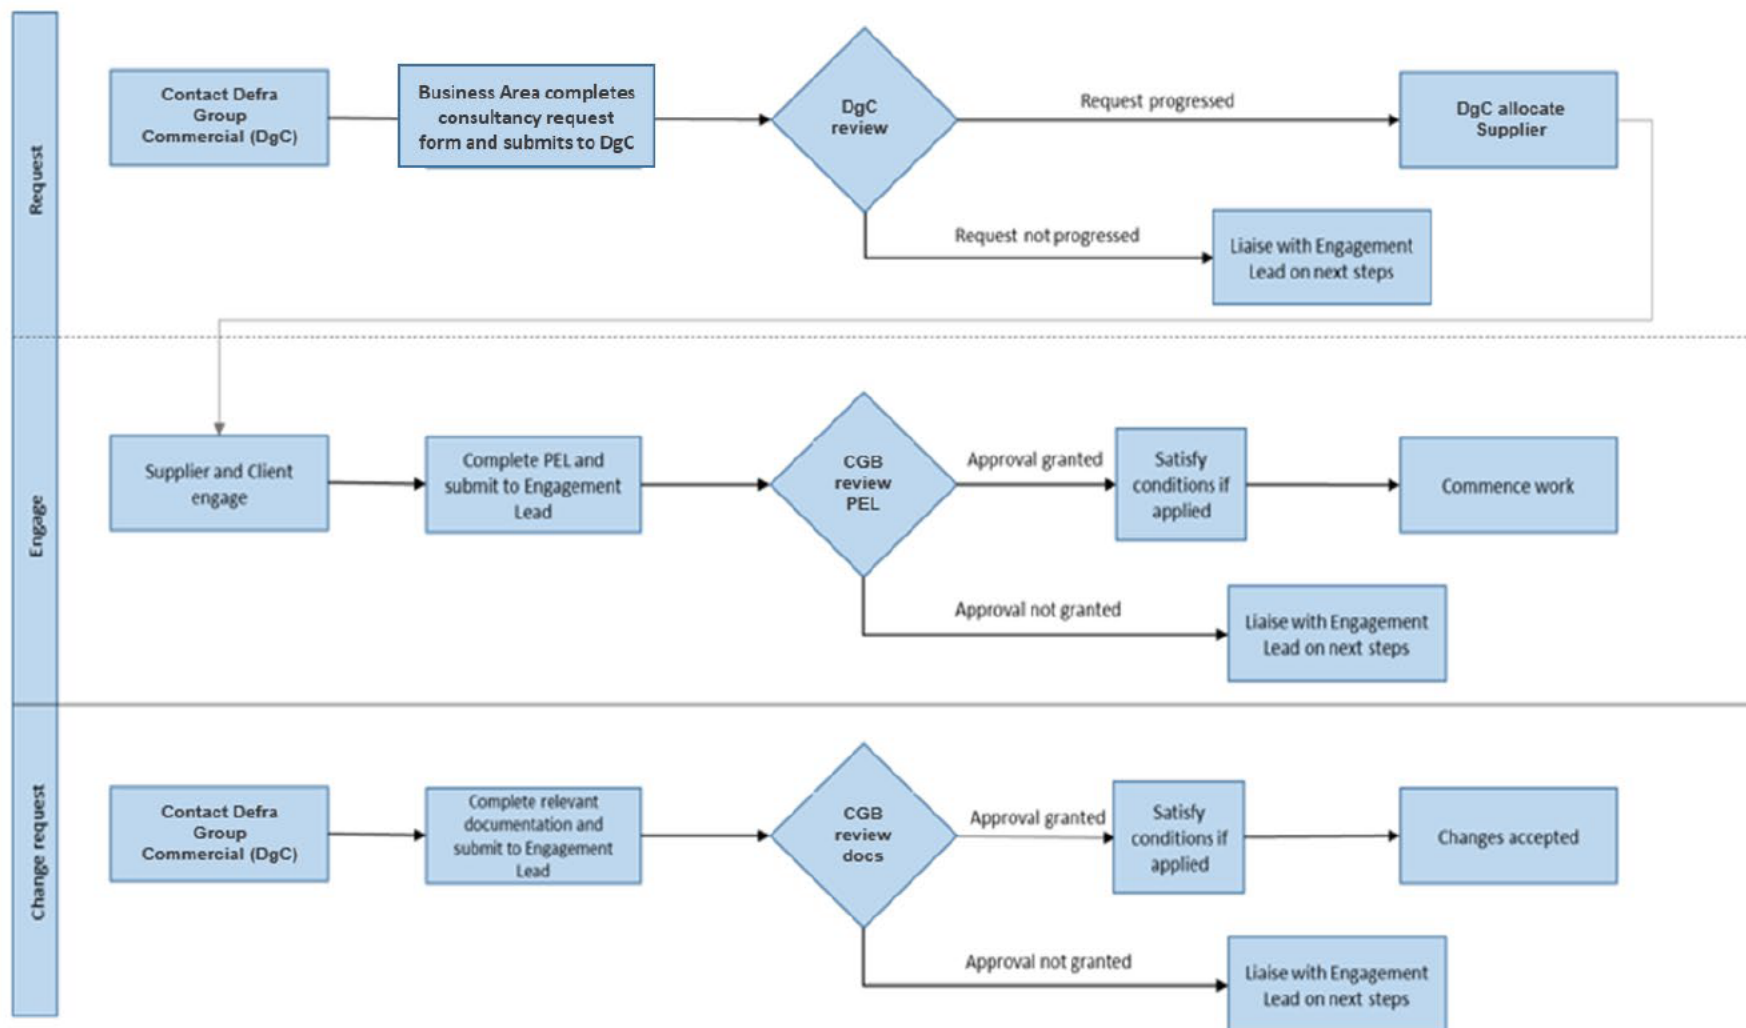 Request
Contact Defra
Group
Commercial (DgC)
Business Area completes
consultancy request
form and submits to DgC
DgC
review
Request progressed
DgC allocate
Supplier
Request not progressed
Liaise with Engagement
Lead on next steps
Engage
Supplier and Client
engage
Complete PEL and
submit to Engagement
Lead
CGB
review
PEL
Approval granted
Satisfy
conditions if
applied
Commence work
Approval not granted
Liaise with Engagement
Lead on next steps
Change request
Contact Defra
Group
Commercial (DgC)
Complete relevant
documentation and
submit to Engagement
Lead
CGB
review
docs
Approval granted
Satisfy
conditions if
applied
Changes accepted
Approval not granted
Liaise with Engagement
Lead on next steps